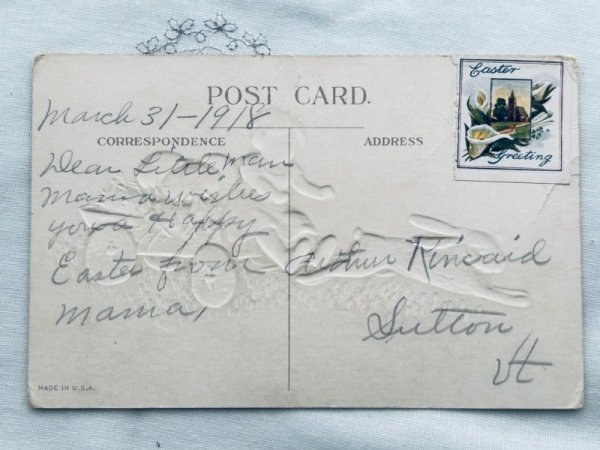 POST CARD.
March 31-1918
CORRESPONDENCE
ADDRESS
Easter
Greeting
Dear Little man
Mama wishes
you a Happy
Easter from
Mama,
Arthur Kincaid
Sutton
Vt
MADE IN U.S.A.